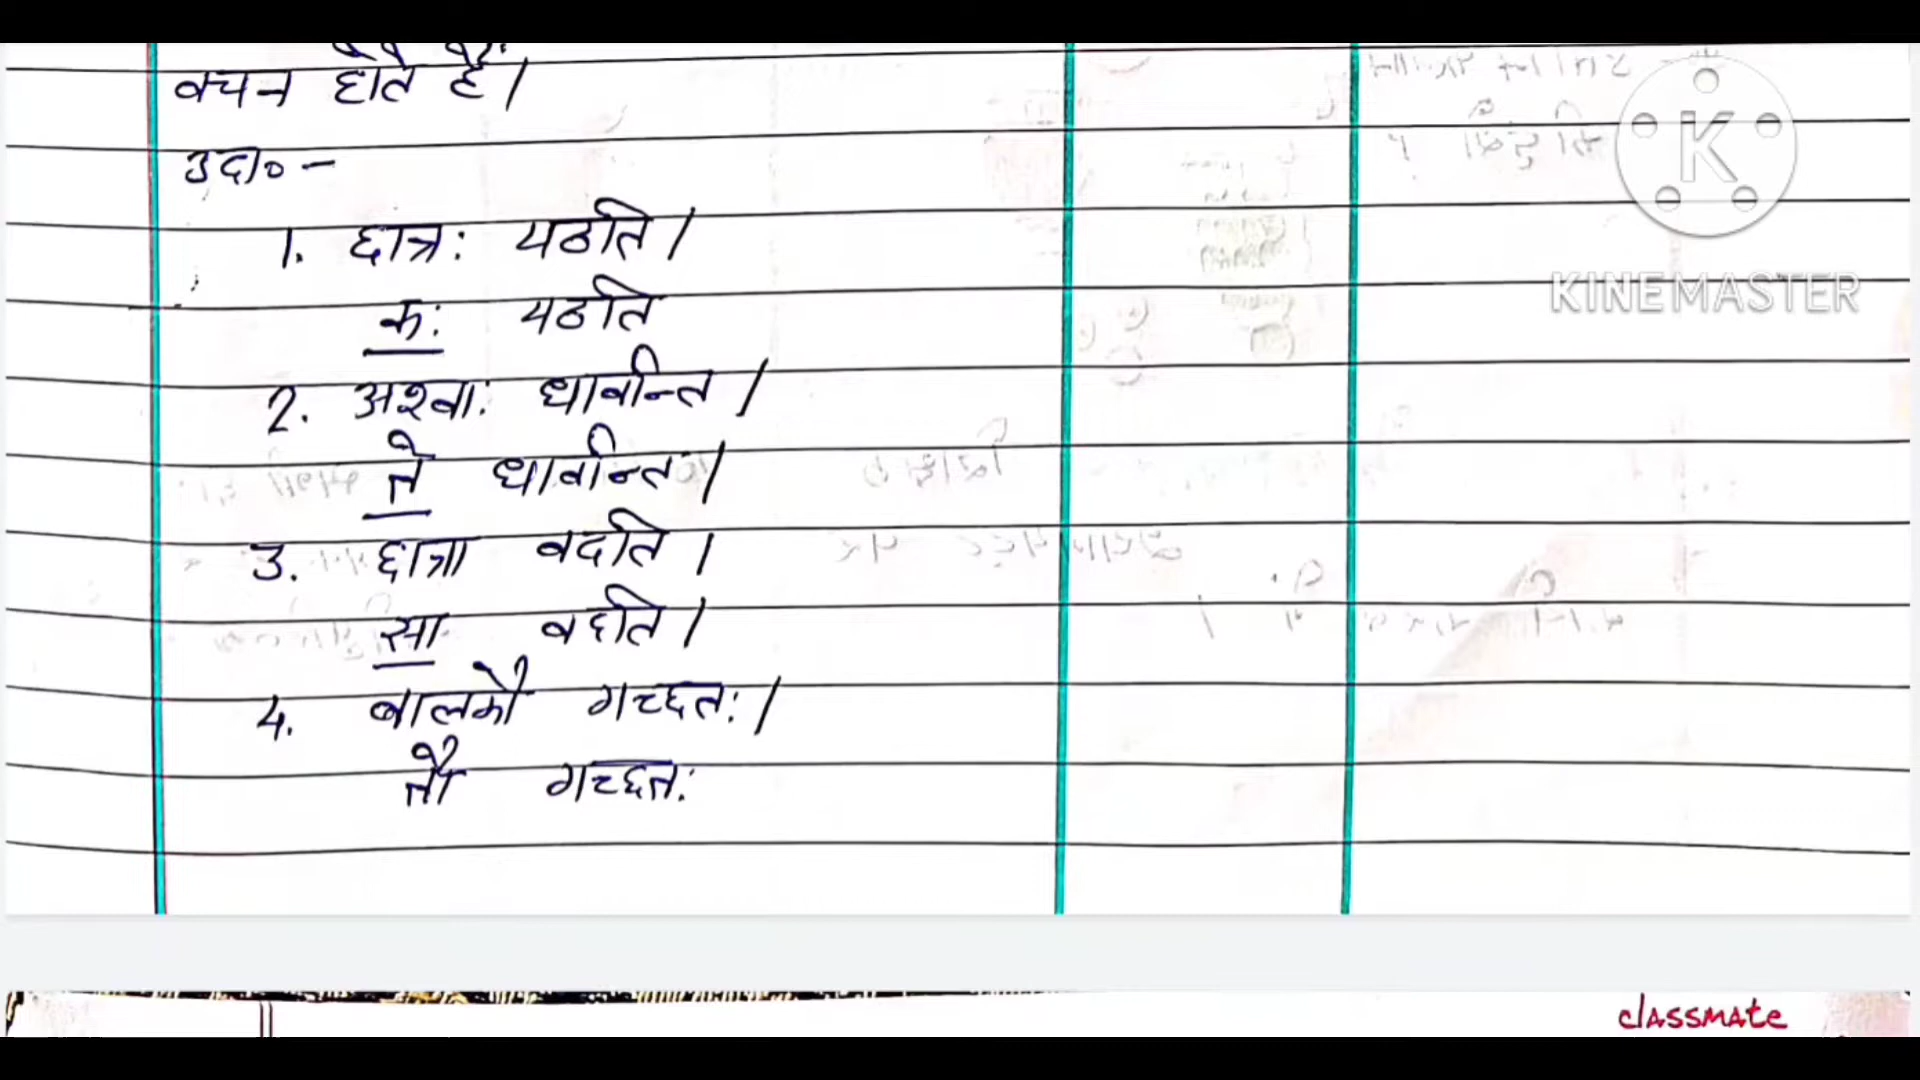 वचन होते हैं।
उदा०-
1. छात्रः पठति।
कः पठति
2. अश्वाः धावन्ति।
ते धावन्ति।
3. छात्रा वदति।
सा वदति।
4. बालकौ गच्छतः।
तौ गच्छतः
K
KINEMASTER
classmate